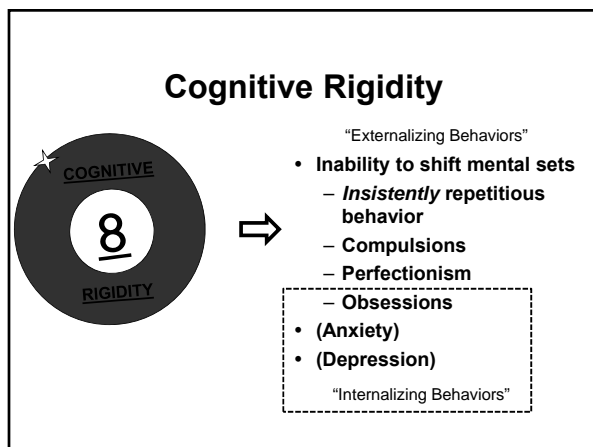 Cognitive Rigidity
COGNITIVE
8
RIGIDITY
“Externalizing Behaviors”
• Inability to shift mental sets
– Insistently repetitious
behavior
– Compulsions
– Perfectionism
– Obsessions
• (Anxiety)
• (Depression)
“Internalizing Behaviors”